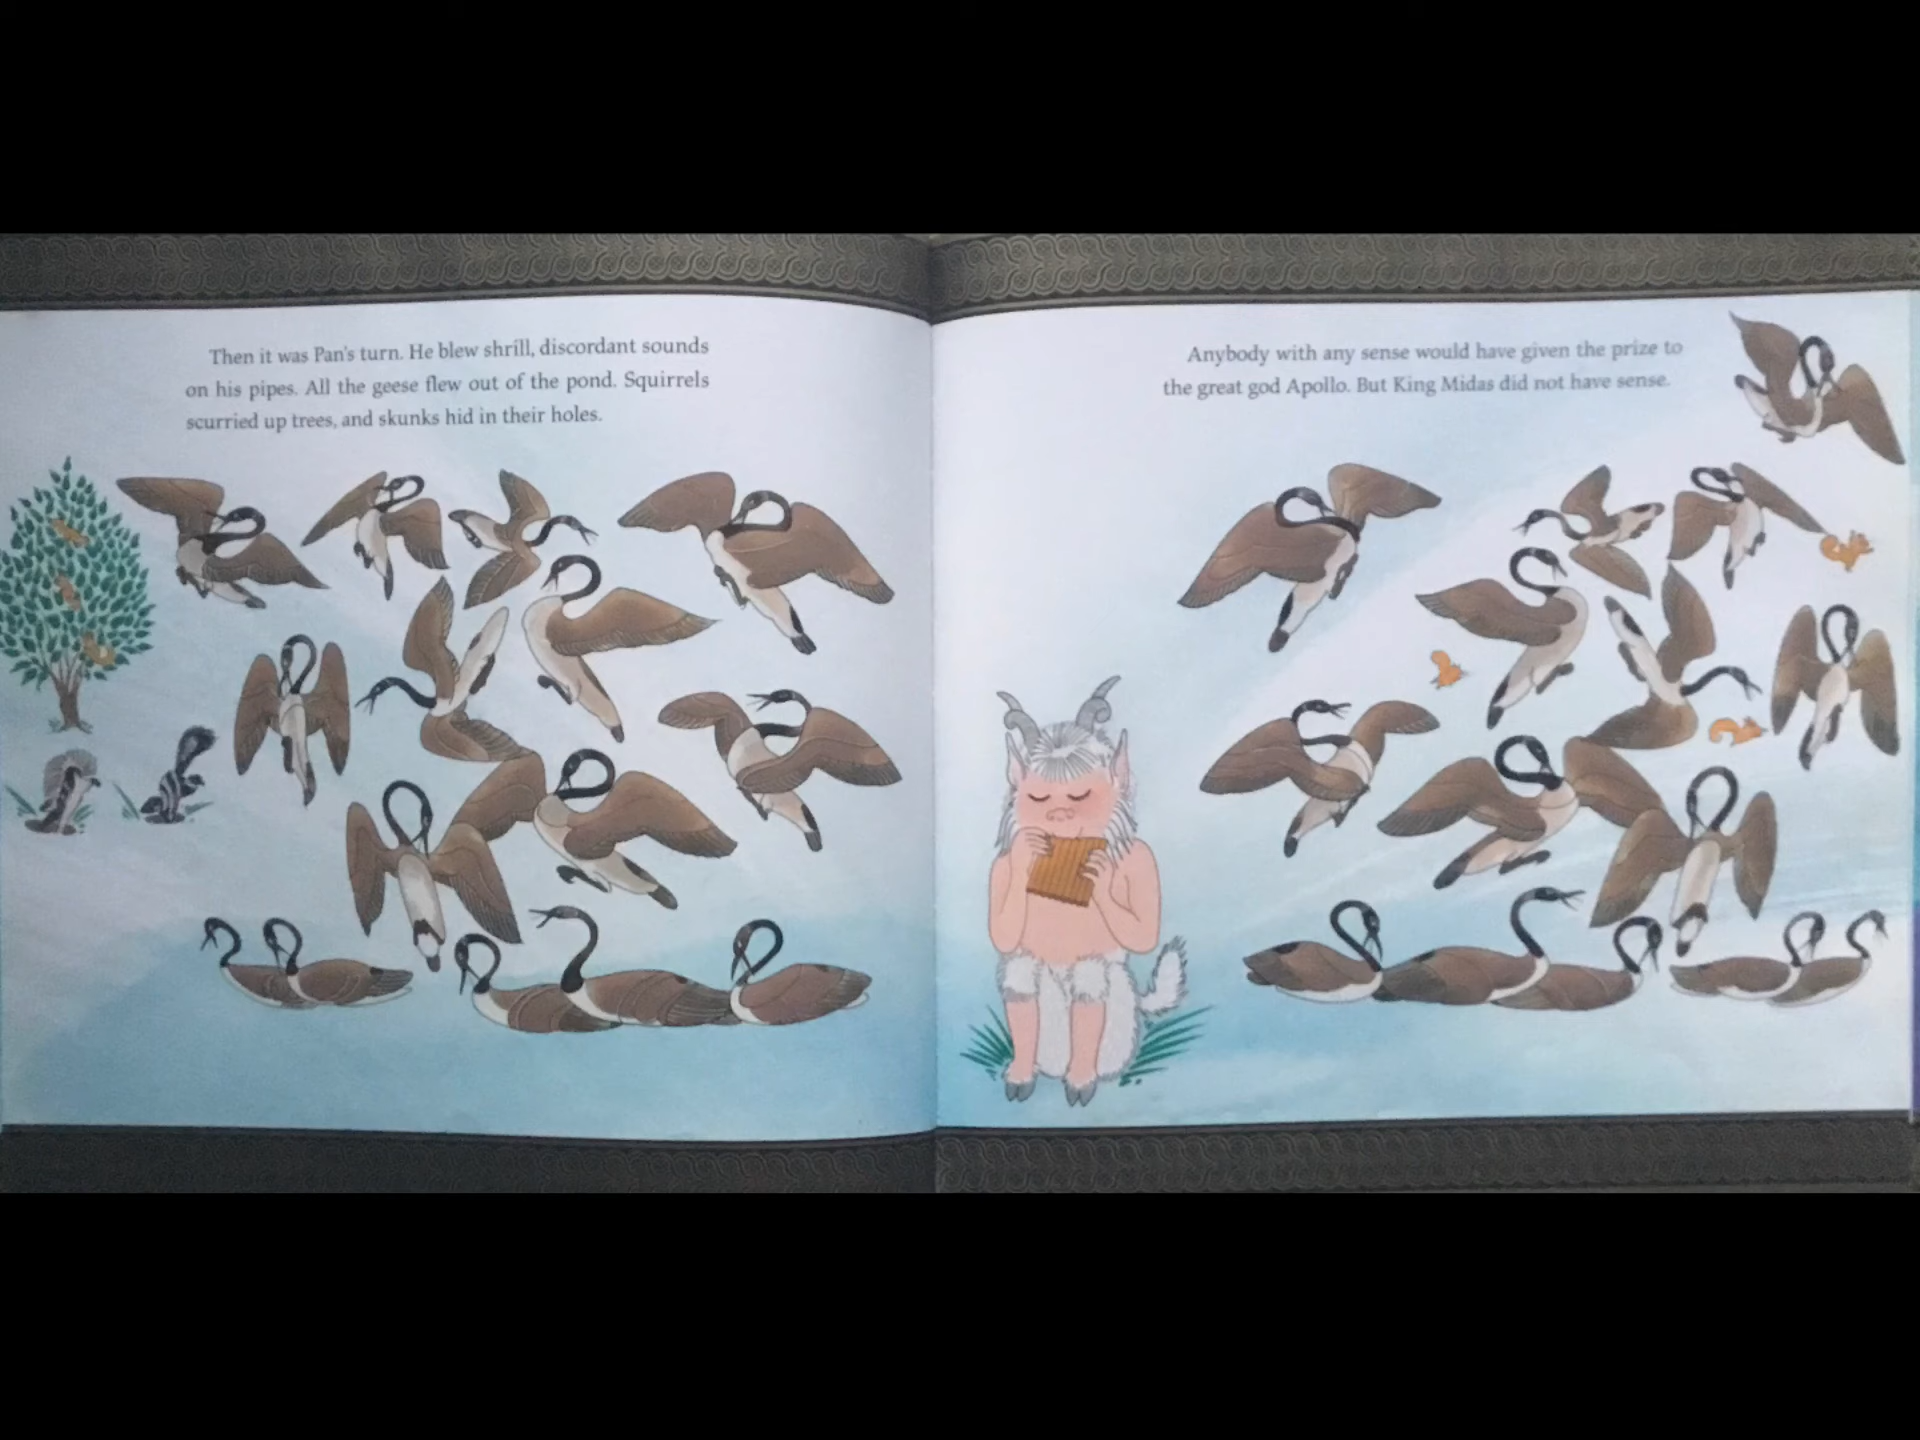 Then it was Pan's turn. He blew shrill, discordant sounds
on his pipes. All the geese flew out of the pond. Squirrels
scurried up trees, and skunks hid in their holes.
Anybody with any sense would have given the prize to
the great god Apollo. But King Midas did not have sense.